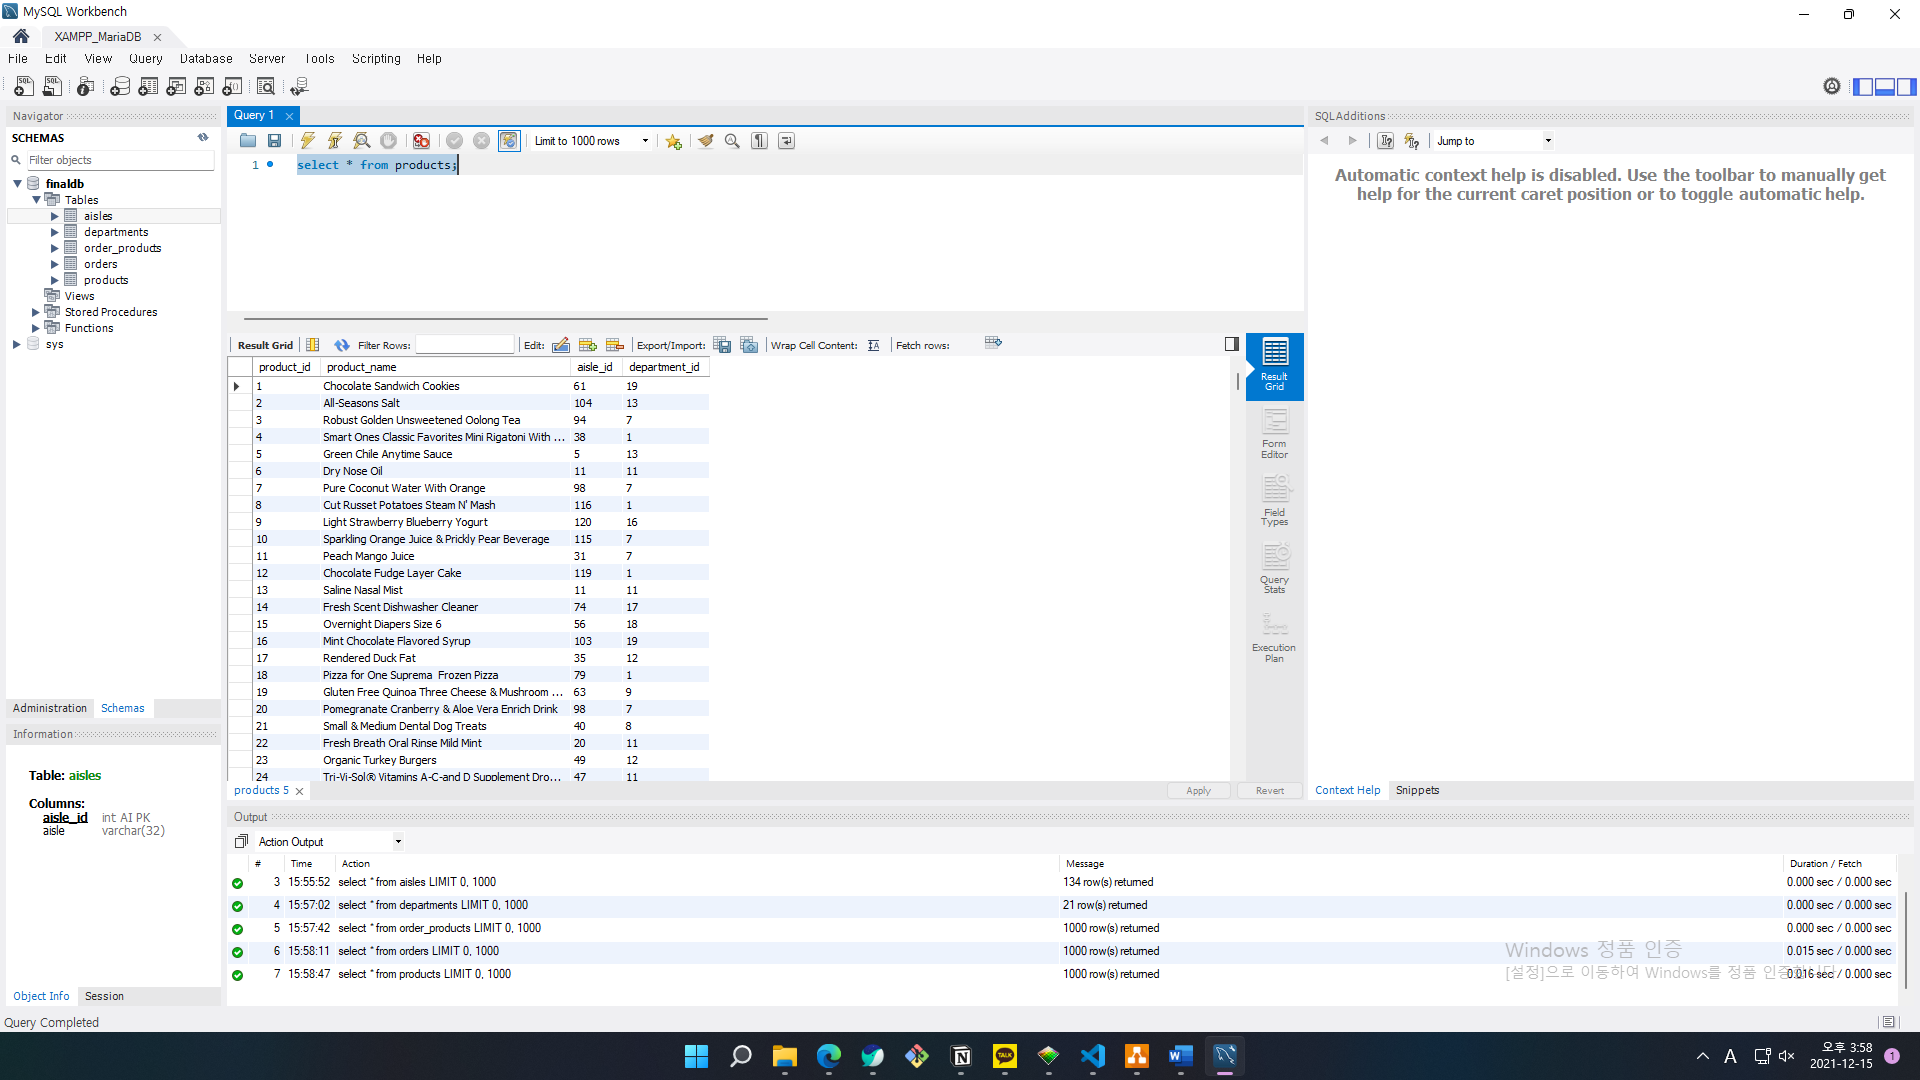 MySQL Workbench
XAMPP_MariaDB
File Edit View Query Database Server Tools Scripting Help
Navigator
SCHEMAS
Filter objects
finaldb
Tables
aisles
departments
order_products
orders
products
Views
Stored Procedures
Functions
sys
Administration Schemas
Information
Table: aisles
Columns:
aisle_id int AI PK
aisle varchar(32)
Object Info Session
Query 1
Limit to 1000 rows
1 select * from products;
Result Grid Filter Rows: Edit: Export/Import: Wrap Cell Content: Fetch rows:
product_id product_name aisle_id department_id
1 Chocolate Sandwich Cookies 61 19
2 All-Seasons Salt 104 13
3 Robust Golden Unsweetened Oolong Tea 94 7
4 Smart Ones Classic Favorites Mini Rigatoni With ... 38 1
5 Green Chile Anytime Sauce 5 13
6 Dry Nose Oil 11 11
7 Pure Coconut Water With Orange 98 7
8 Cut Russet Potatoes Steam N' Mash 116 1
9 Light Strawberry Blueberry Yogurt 120 16
10 Sparkling Orange Juice & Prickly Pear Beverage 115 7
11 Peach Mango Juice 31 7
12 Chocolate Fudge Layer Cake 119 1
13 Saline Nasal Mist 11 11
14 Fresh Scent Dishwasher Cleaner 74 17
15 Overnight Diapers Size 6 56 18
16 Mint Chocolate Flavored Syrup 103 19
17 Rendered Duck Fat 35 12
18 Pizza for One Suprema  Frozen Pizza 79 1
19 Gluten Free Quinoa Three Cheese & Mushroom ... 63 9
20 Pomegranate Cranberry & Aloe Vera Enrich Drink 98 7
21 Small & Medium Dental Dog Treats 40 8
22 Fresh Breath Oral Rinse Mild Mint 20 11
23 Organic Turkey Burgers 49 12
24 Tri-Vi-Sol® Vitamins A-C-and D Supplement Dro... 47 11
Result Grid
Form Editor
Field Types
Query Stats
Execution Plan
products 5 Apply Revert
SQLAdditions
Jump to
Automatic context help is disabled. Use the toolbar to manually get
help for the current caret position or to toggle automatic help.
Context Help Snippets
Output
Action Output
# Time Action Message Duration / Fetch
3 15:55:52 select * from aisles LIMIT 0, 1000 134 row(s) returned 0.000 sec / 0.000 sec
4 15:57:02 select * from departments LIMIT 0, 1000 21 row(s) returned 0.000 sec / 0.000 sec
5 15:57:42 select * from order_products LIMIT 0, 1000 1000 row(s) returned 0.000 sec / 0.000 sec
6 15:58:11 select * from orders LIMIT 0, 1000 1000 row(s) returned 0.015 sec / 0.000 sec
7 15:58:47 select * from products LIMIT 0, 1000 1000 row(s) returned 0.016 sec / 0.000 sec
Windows 정품 인증
[설정]으로 이동하여 Windows를 정품 인증
Query Completed
N
TALK
W
A
오후 3:58
2021-12-15
1